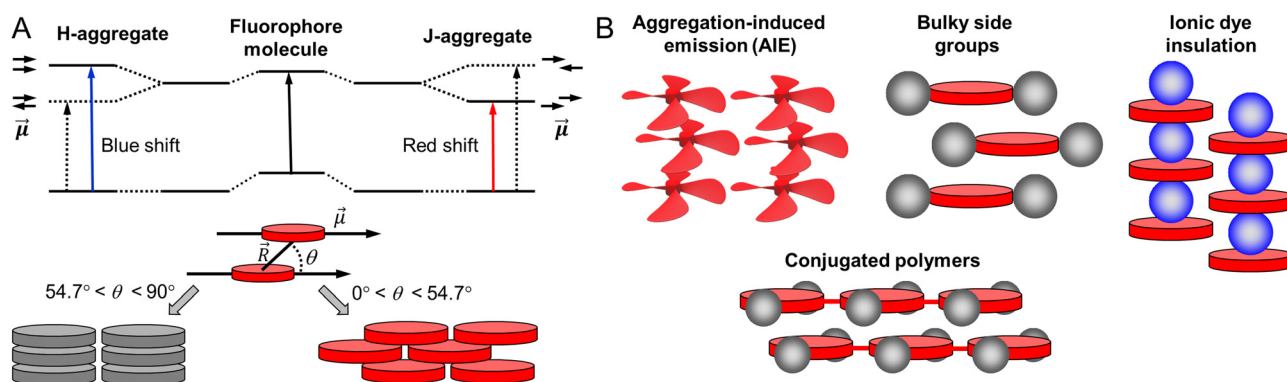 A
H-aggregate
Fluorophore
molecule
J-aggregate
μ⃗
Blue shift
Red shift
μ⃗
μ⃗
R⃗
θ
54.7° < θ < 90°
0° < θ < 54.7°
B
Aggregation-induced
emission (AIE)
Bulky side
groups
Ionic dye
insulation
Conjugated polymers